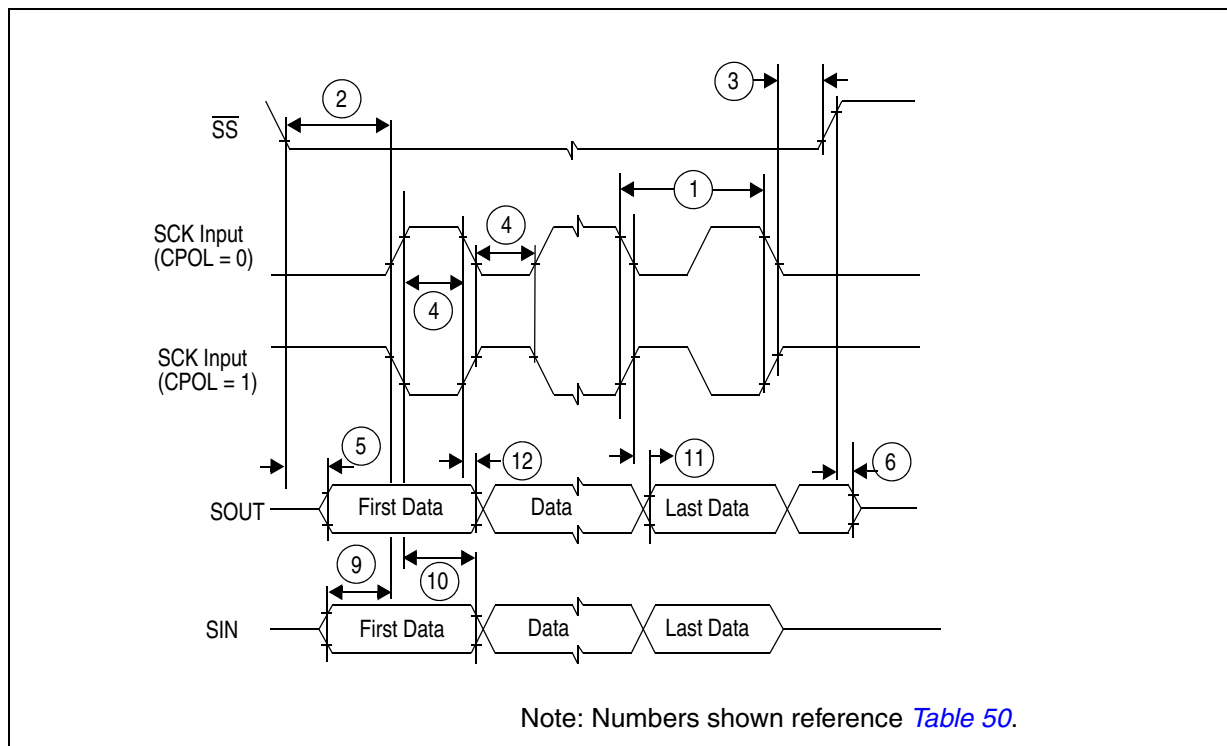 3
2
SS
1
SCK Input
(CPOL = 0)
4
4
SCK Input
(CPOL = 1)
5
12
11
6
SOUT
First Data
Data
Last Data
9
10
SIN
First Data
Data
Last Data
Note: Numbers shown reference Table 50.